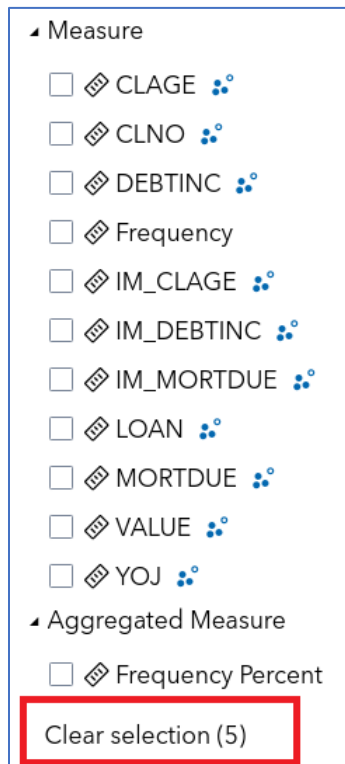 Measure
CLAGE
CLNO
DEBTINC
Frequency
IM_CLAGE
IM_DEBTINC
IM_MORTDUE
LOAN
MORTDUE
VALUE
YOJ
Aggregated Measure
Frequency Percent
Clear selection (5)